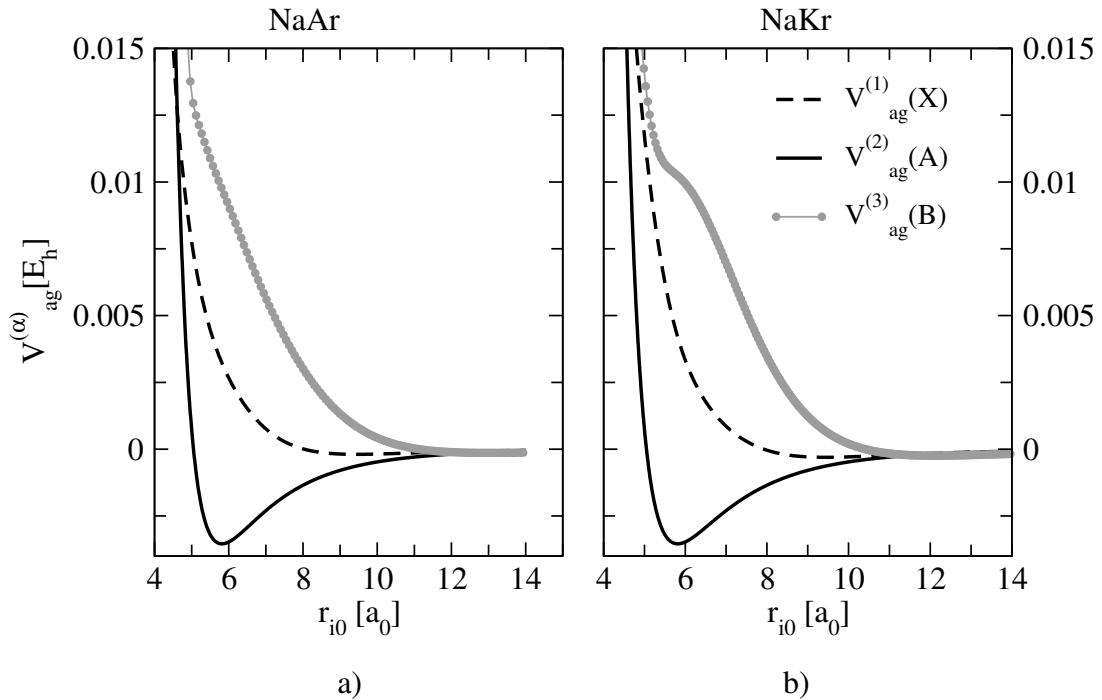 NaAr
NaKr
0.015
0.01
0.005
0
V^(α)_ag[E_h]
4 6 8 10 12 14
r_i0 [a_0]
a)
V^(1)_ag(X)
V^(2)_ag(A)
V^(3)_ag(B)
0.015
0.01
0.005
0
4 6 8 10 12 14
r_i0 [a_0]
b)